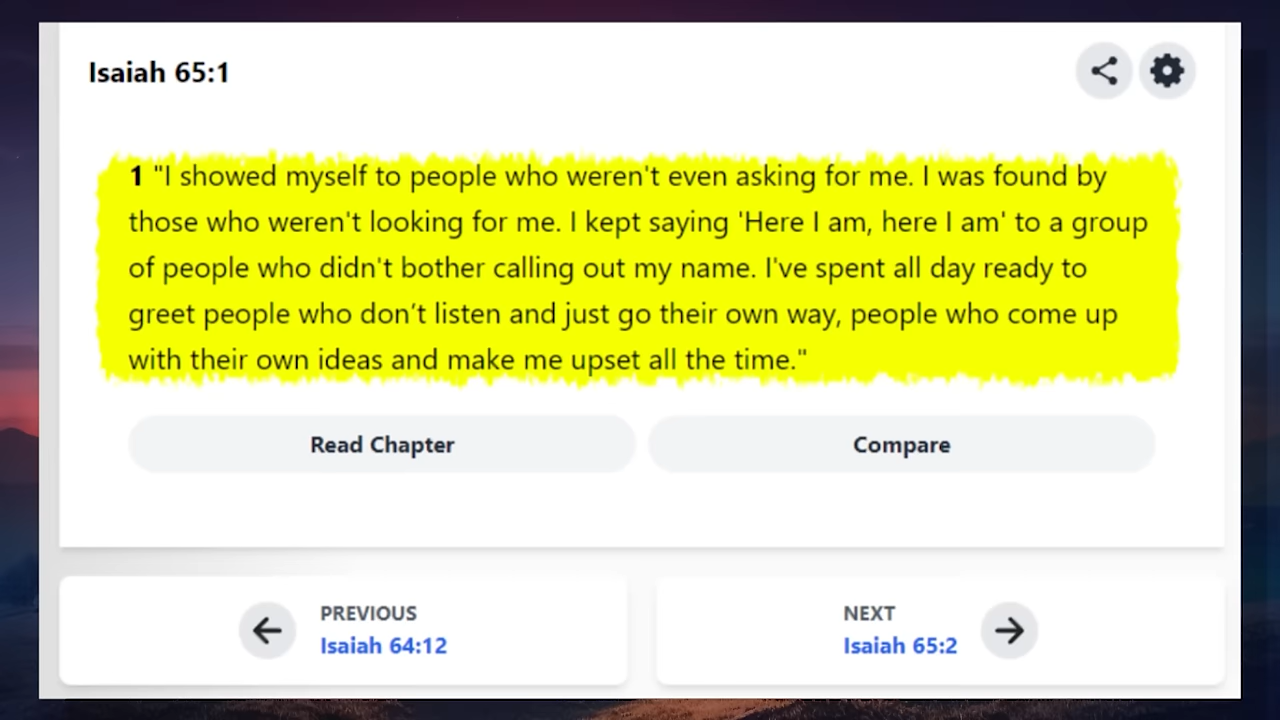 Isaiah 65:1
1 "I showed myself to people who weren't even asking for me. I was found by
those who weren't looking for me. I kept saying 'Here I am, here I am' to a group
of people who didn't bother calling out my name. I've spent all day ready to
greet people who don’t listen and just go their own way, people who come up
with their own ideas and make me upset all the time."
Read Chapter
Compare
PREVIOUS
Isaiah 64:12
NEXT
Isaiah 65:2